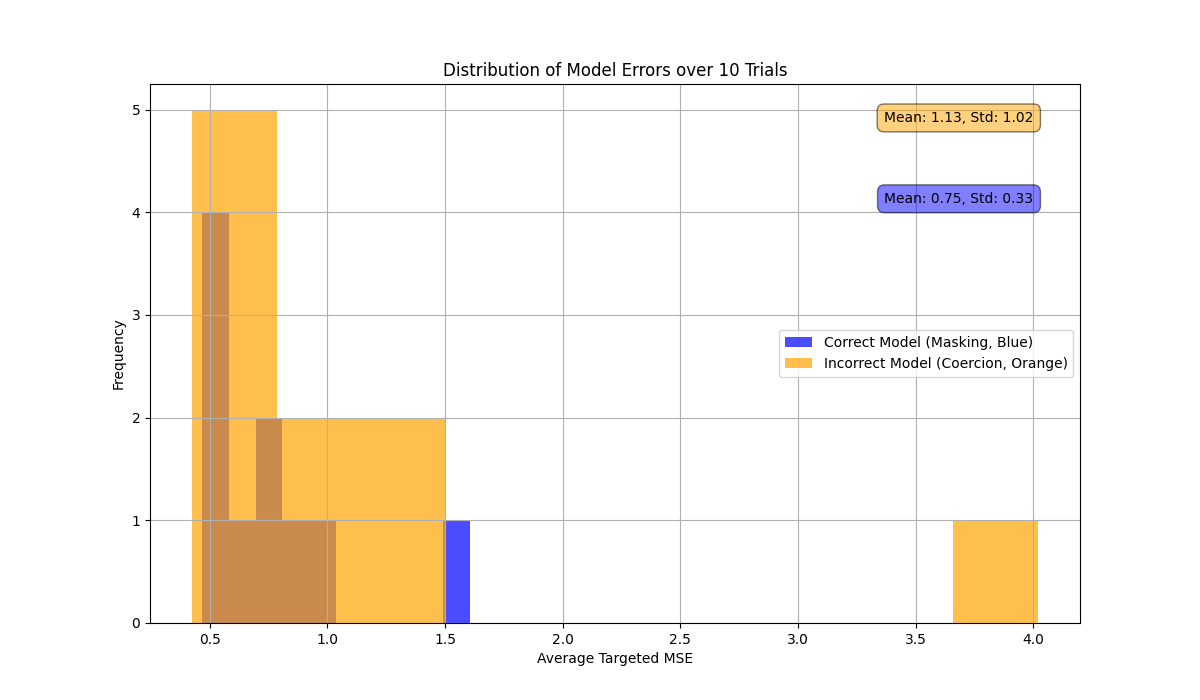 Distribution of Model Errors over 10 Trials
Frequency
5
4
3
2
1
0
Mean: 1.13, Std: 1.02
Mean: 0.75, Std: 0.33
Correct Model (Masking, Blue)
Incorrect Model (Coercion, Orange)
0.5 1.0 1.5 2.0 2.5 3.0 3.5 4.0
Average Targeted MSE